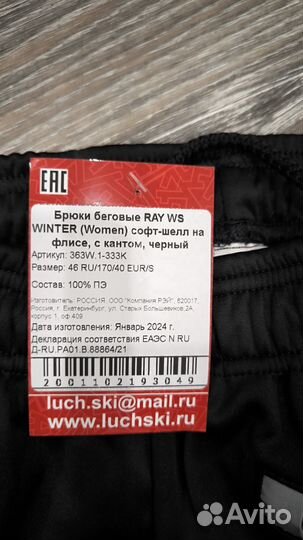 EAC
Брюки беговые RAY WS
WINTER (Women) софт-шелл на
флисе, с кантом, черный
Артикул: 363W.1-333K
Размер: 46 RU/170/40 EUR/S
Состав: 100% ПЭ
Изготовитель: РОССИЯ, ООО "Компания РЭЙ", 620017,
Россия, г. Екатеринбург, ул. Старых Большевиков 2А,
корпус 1, оф 409
Дата изготовления: Январь 2024 г.
Декларация соответствия ЕАЭС N RU
Д-RU.РА01.В.88864/21
2001102193049
luch.ski@mail.ru
www.luchski.ru
Avito